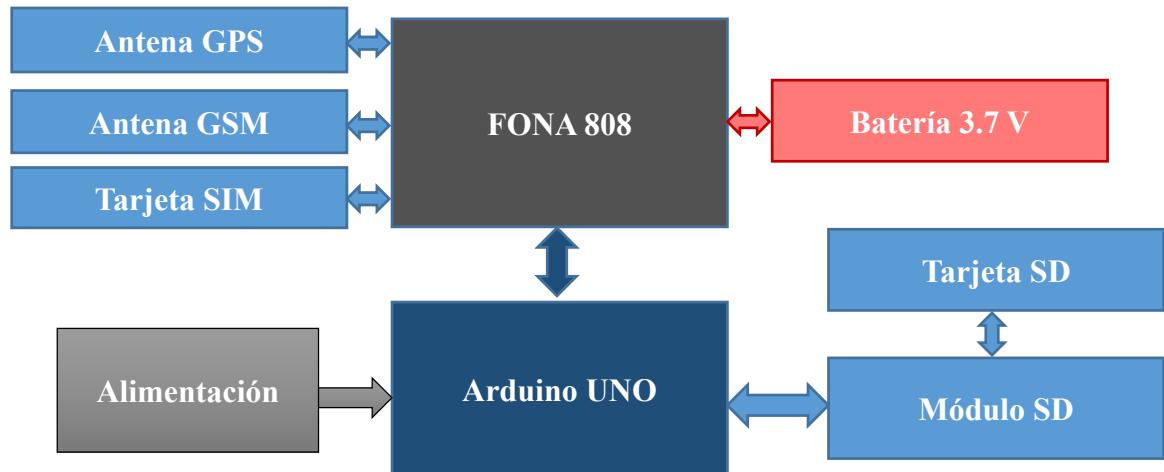 Antena GPS
Antena GSM
Tarjeta SIM
FONA 808
Batería 3.7 V
Tarjeta SD
Alimentación
Arduino UNO
Módulo SD